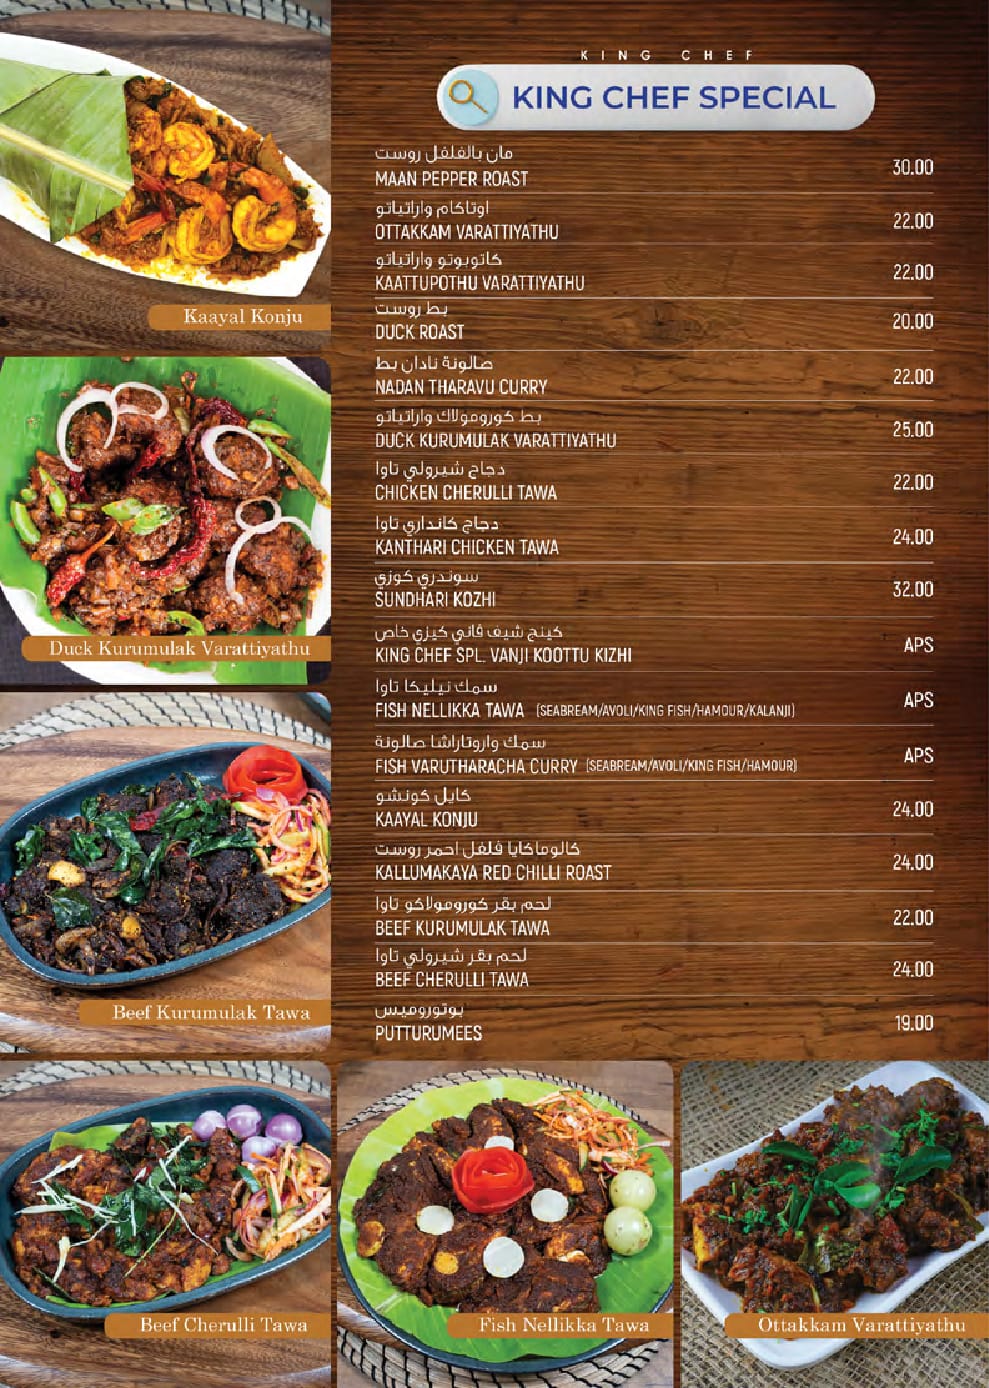 KING CHEF
KING CHEF SPECIAL
مان بالفلفل روست
MAAN PEPPER ROAST 30.00
اوتاكام واراتياتو
OTTAKKAM VARATTIYATHU 22.00
كاتوبوتو واراتياتو
KAATTUPOTHU VARATTIYATHU 22.00
بط روست
DUCK ROAST 20.00
صالونة نادان بط
NADAN THARAVU CURRY 22.00
بط كورومولاك واراتياتو
DUCK KURUMULAK VARATTIYATHU 25.00
دجاج شيرولي تاوا
CHICKEN CHERULLI TAWA 22.00
دجاج كانداري تاوا
KANTHARI CHICKEN TAWA 24.00
سوندري كوزي
SUNDHARI KOZHI 32.00
كينج شيف ڤاني كيزي خاص
KING CHEF SPL. VANJI KOOTTU KIZHI APS
سمك نيليكا تاوا
FISH NELLIKKA TAWA (SEABREAM/AVOLI/KING FISH/HAMOUR/KALANJI) APS
سمك واروتاراشا صالونة
FISH VARUTHARACHA CURRY (SEABREAM/AVOLI/KING FISH/HAMOUR) APS
كايل كونشو
KAAYAL KONJU 24.00
كالوماكايا فلفل احمر روست
KALLUMAKAYA RED CHILLI ROAST 24.00
لحم بقر كورومولاكو تاوا
BEEF KURUMULAK TAWA 22.00
لحم بقر شيرولي تاوا
BEEF CHERULLI TAWA 24.00
بوتوروميس
PUTTURUMEES 19.00
Kaayal Konju
Duck Kurumulak Varattiyathu
Beef Kurumulak Tawa
Beef Cherulli Tawa
Fish Nellikka Tawa
Ottakkam Varattiyathu